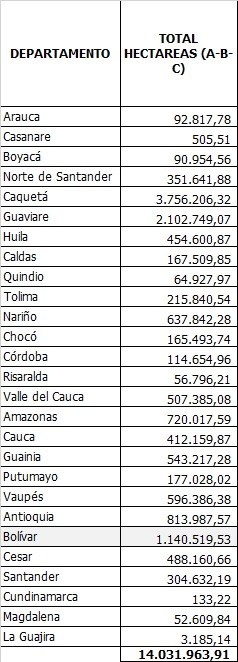 DEPARTAMENTO TOTAL HECTAREAS (A-B-C)
Arauca 92.817,78
Casanare 505,51
Boyacá 90.954,56
Norte de Santander 351.641,88
Caquetá 3.756.206,32
Guaviare 2.102.749,07
Huila 454.600,87
Caldas 167.509,85
Quindio 64.927,97
Tolima 215.840,54
Nariño 637.842,28
Chocó 165.493,74
Córdoba 114.654,96
Risaralda 56.796,21
Valle del Cauca 507.385,08
Amazonas 720.017,59
Cauca 412.159,87
Guainia 543.217,28
Putumayo 177.028,02
Vaupés 596.386,38
Antioquia 813.987,57
Bolívar 1.140.519,53
Cesar 488.160,66
Santander 304.632,19
Cundinamarca 133,22
Magdalena 52.609,84
La Guajira 3.185,14
14.031.963,91